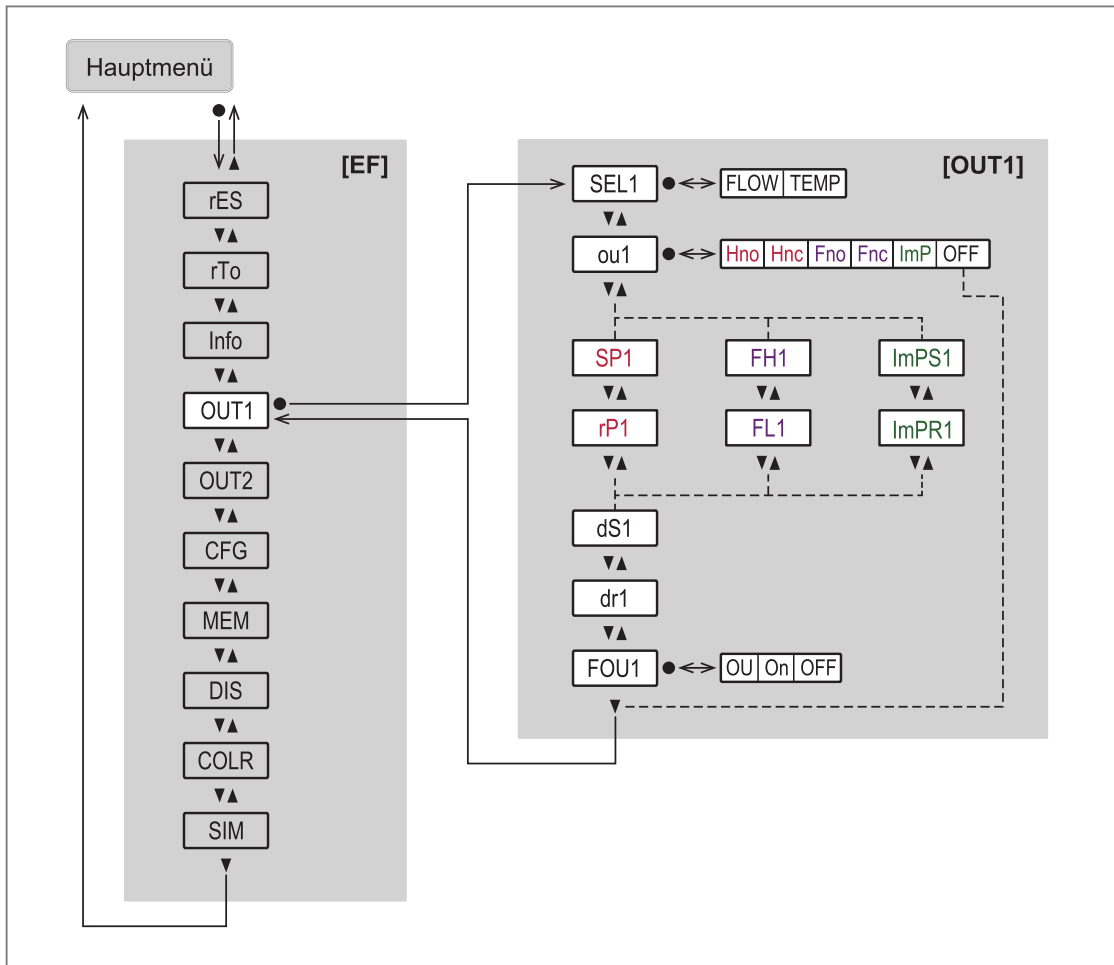 Hauptmenü
[EF]
rES
rTo
Info
OUT1
OUT2
CFG
MEM
DIS
COLR
SIM
[OUT1]
SEL1
FLOW TEMP
ou1
Hno Hnc Fno Fnc ImP OFF
SP1 FH1 ImPS1
rP1 FL1 ImPR1
dS1
dr1
FOU1
OU On OFF